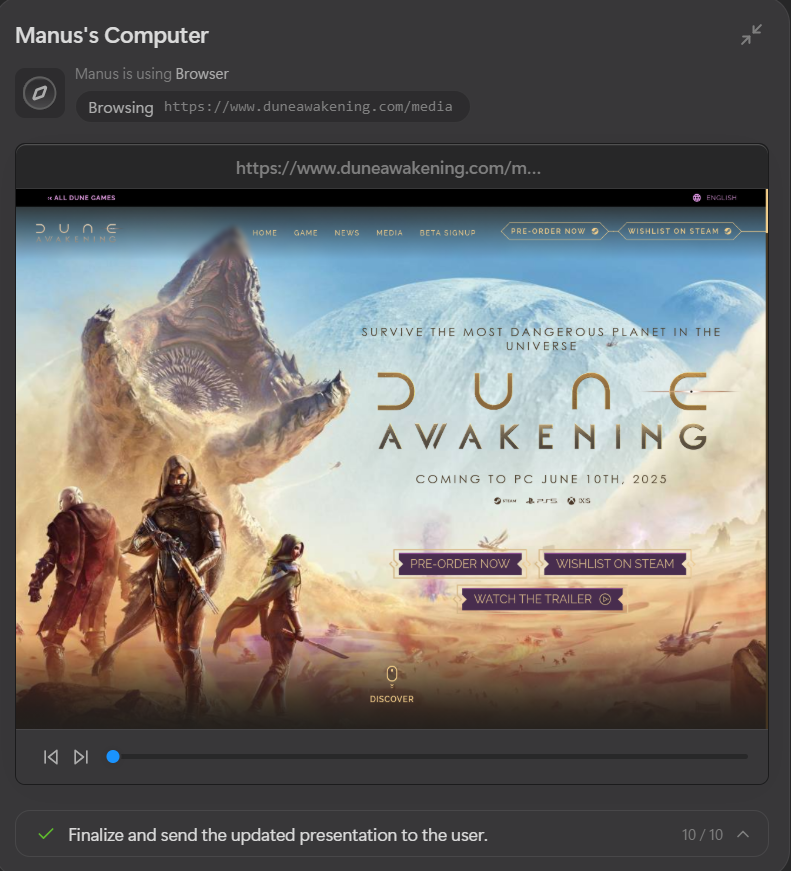 Manus's Computer
Manus is using Browser
Browsing https://www.duneawakening.com/media
https://www.duneawakening.com/m...
ALL DUNE GAMES
ENGLISH
DUNE
AWAKENING
HOME GAME NEWS MEDIA BETA SIGNUP
PRE-ORDER NOW
WISHLIST ON STEAM
SURVIVE THE MOST DANGEROUS PLANET IN THE
UNIVERSE
DUNE
AWAKENING
COMING TO PC JUNE 10TH, 2025
STEAM PS5 X|S
PRE-ORDER NOW
WISHLIST ON STEAM
WATCH THE TRAILER
DISCOVER
Finalize and send the updated presentation to the user.
10 / 10